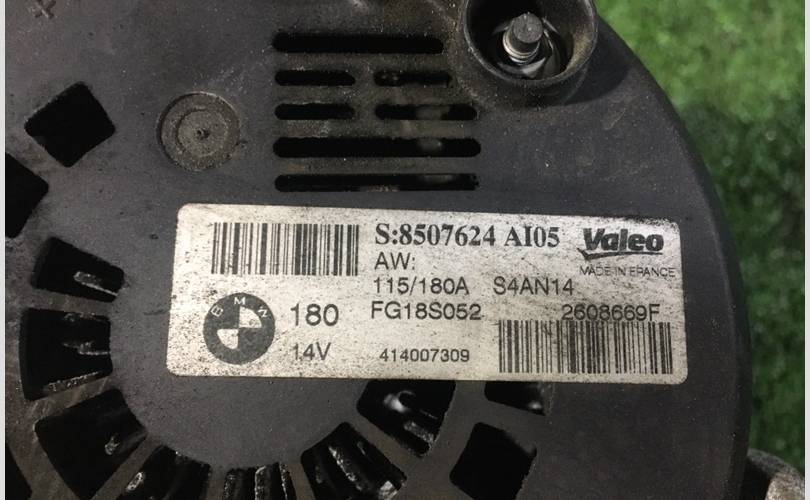 S:8507624 AI05 Valeo
AW: MADE IN FRANCE
115/180A S4AN14
BMW 180 FG18S052 2608669F
14V 414007309